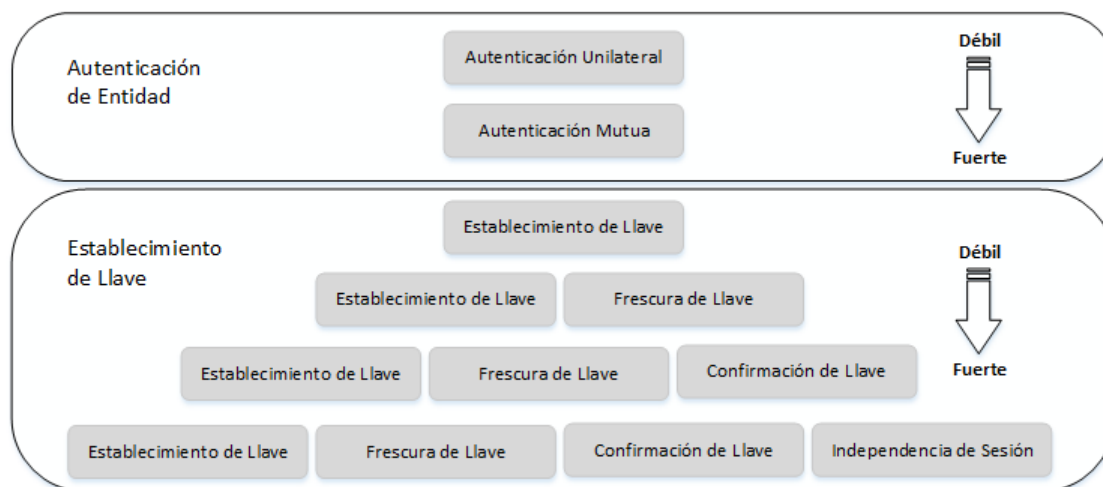 Autenticación
de Entidad
Autenticación Unilateral
Autenticación Mutua
Débil
Fuerte
Establecimiento
de Llave
Establecimiento de Llave
Establecimiento de Llave
Frescura de Llave
Establecimiento de Llave
Frescura de Llave
Confirmación de Llave
Establecimiento de Llave
Frescura de Llave
Confirmación de Llave
Independencia de Sesión
Débil
Fuerte